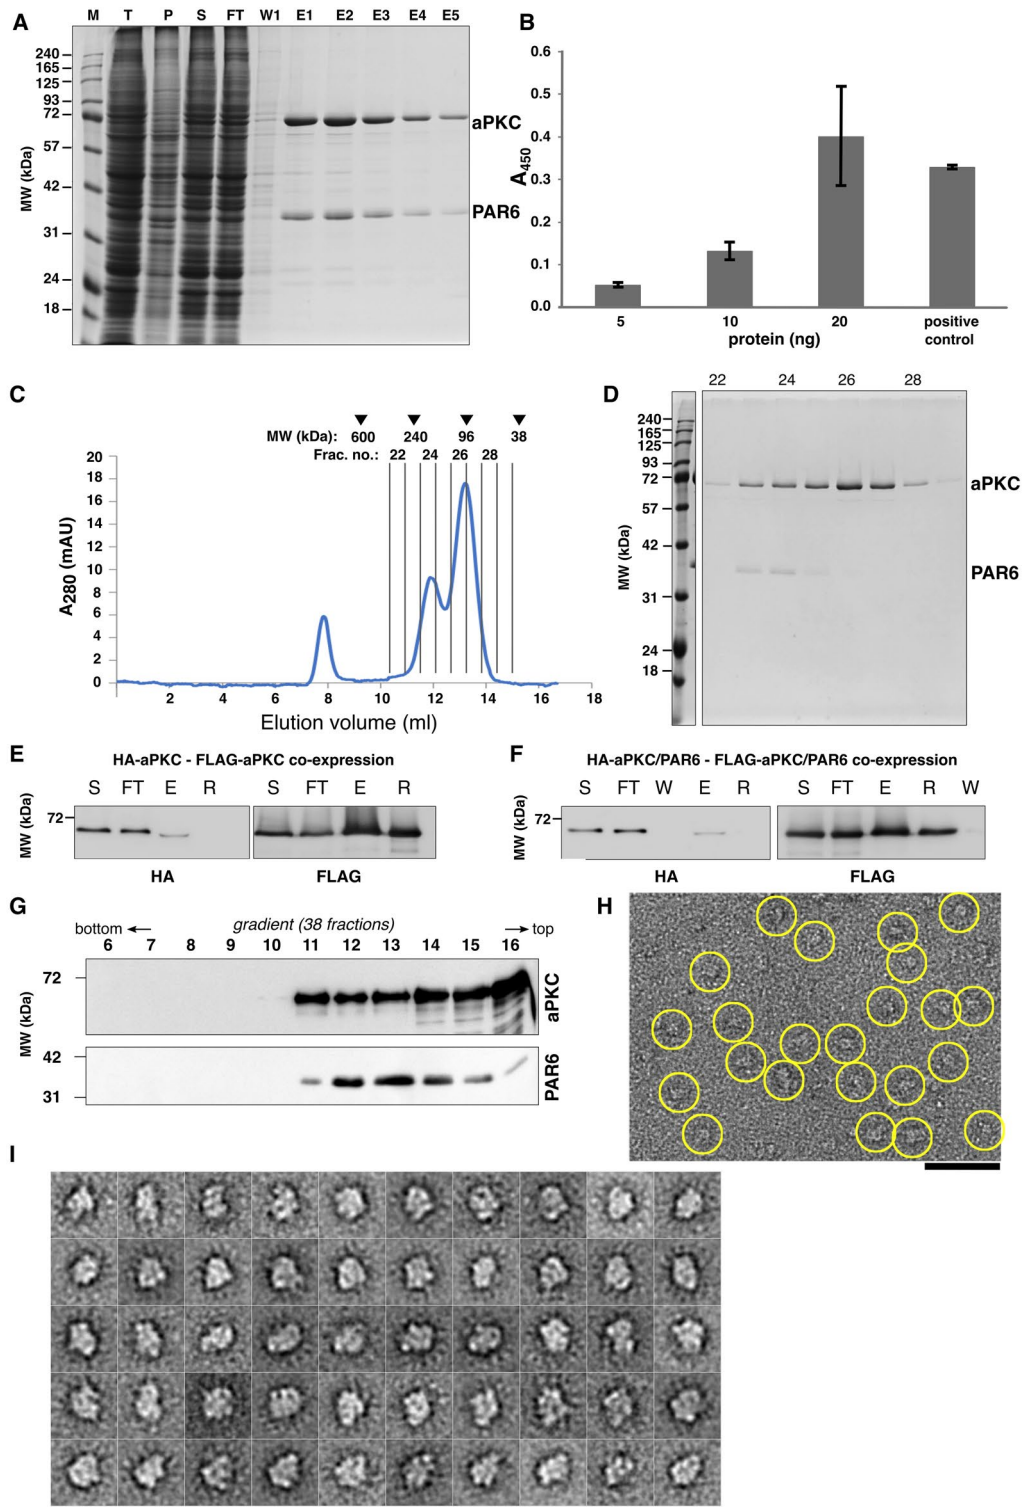 A
M T P S FT W1 E1 E2 E3 E4 E5
240
165
125
93
72
57
42
31
24
18
MW (kDa)
aPKC
PAR6
B
0.6
0.5
0.4
0.3
0.2
0.1
0.0
A450
5 10 20 positive control
protein (ng)
C
MW (kDa): 600 240 96 38
Frac. no.: 22 24 26 28
20
18
16
14
12
10
8
6
4
2
0
A280 (mAU)
2 4 6 8 10 12 14 16 18
Elution volume (ml)
D
22 24 26 28
240
165
125
93
72
57
42
31
24
18
MW (kDa)
aPKC
PAR6
E
HA-aPKC - FLAG-aPKC co-expression
S FT E R S FT E R
72
MW (kDa)
HA FLAG
F
HA-aPKC/PAR6 - FLAG-aPKC/PAR6 co-expression
S FT W E R S FT E R W
72
MW (kDa)
HA FLAG
G
gradient (38 fractions)
bottom top
6 7 8 9 10 11 12 13 14 15 16
72
aPKC
MW (kDa)
42
31
PAR6
H
I